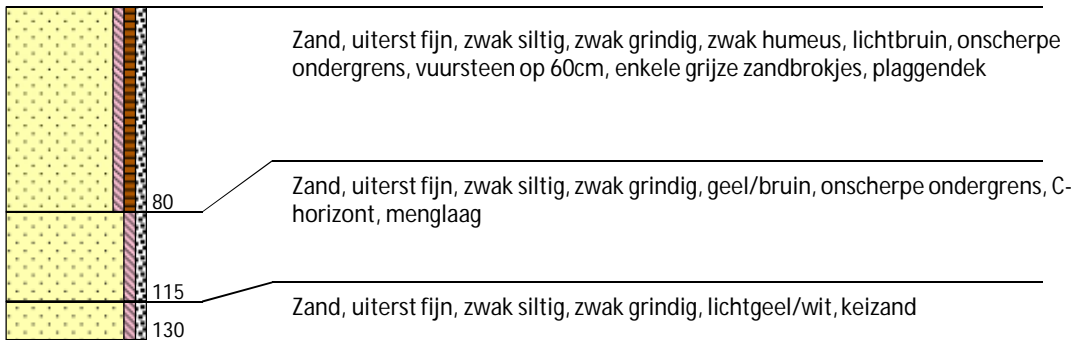 Zand, uiterst fijn, zwak siltig, zwak grindig, zwak humeus, lichtbruin, onscherpe
ondergrens, vuursteen op 60cm, enkele grijze zandbrokjes, plaggendek
80
Zand, uiterst fijn, zwak siltig, zwak grindig, geel/bruin, onscherpe ondergrens, C-
horizont, menglaag
115
Zand, uiterst fijn, zwak siltig, zwak grindig, lichtgeel/wit, keizand
130